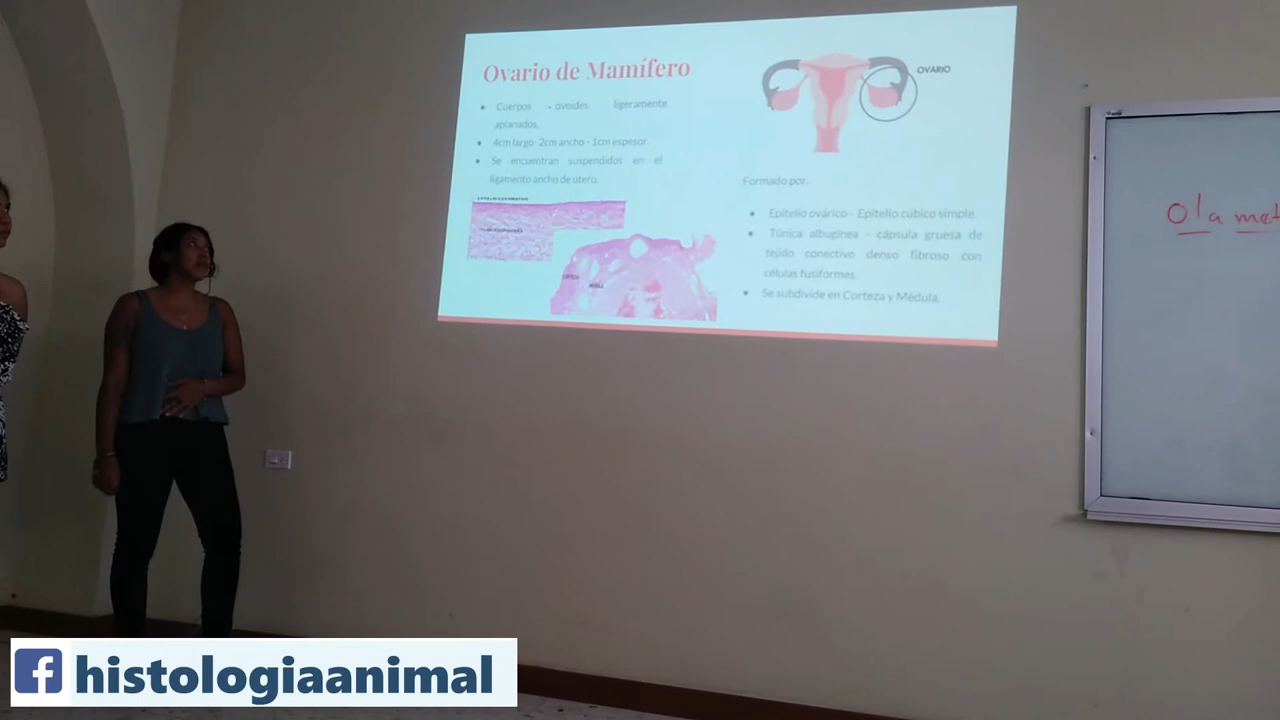 Ovario de Mamífero
Cuerpos ovoides ligeramente
aplanados.
4cm largo- 2cm ancho - 1cm espesor.
Se encuentran suspendidos en el
ligamento ancho de útero.
OVARIO
Formado por:
Epitelio ovárico - Epitelio cúbico simple.
Túnica albugínea - cápsula gruesa de
tejido conectivo denso fibroso con
células fusiformes.
Se subdivide en Corteza y Médula.
Ola
histologiaanimal